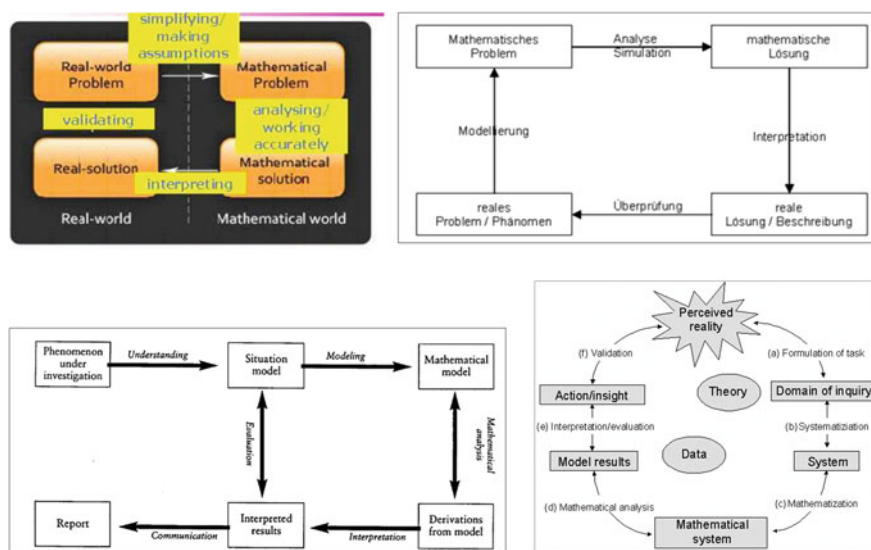 simplifying/
making
assumptions
Real-world
Problem
Mathematical
Problem
validating
analysing/
working
accurately
Real-solution
Mathematical
solution
interpreting
Real-world
Mathematical world
Mathematisches
Problem
Analyse
Simulation
mathematische
Lösung
Modellierung
Interpretation
reales
Problem / Phänomen
Überprüfung
reale
Lösung / Beschreibung
Phenomenon
under
investigation
Understanding
Situation
model
Modeling
Mathematical
model
Evaluation
Mathematical
analysis
Report
Communication
Interpreted
results
Interpretation
Derivations
from model
Perceived
reality
(f) Validation
(a) Formulation of task
Action/insight
Theory
Domain of inquiry
(e) Interpretation/evaluation
(b) Systematiziation
Data
Model results
System
(d) Mathematical analysis
(c) Mathematization
Mathematical
system